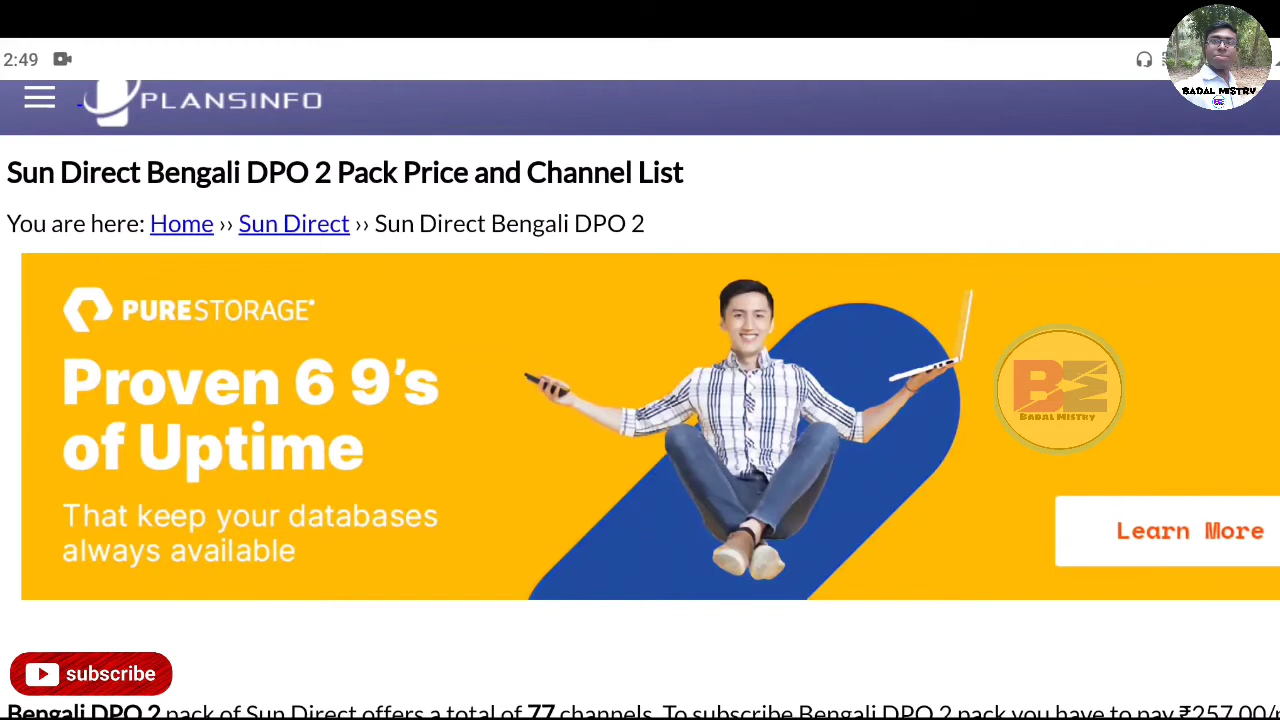 2:49
PLANSINFO
BADAL MISTRY
Sun Direct Bengali DPO 2 Pack Price and Channel List
You are here: Home ›› Sun Direct ›› Sun Direct Bengali DPO 2
PURESTORAGE
Proven 6 9's
of Uptime
That keep your databases
always available
BE
BADAL MISTRY
Learn More
subscribe
Bengali DPO 2 pack of Sun Direct offers a total of 77 channels. To subscribe Bengali DPO 2 pack you have to pay ₹257.00/